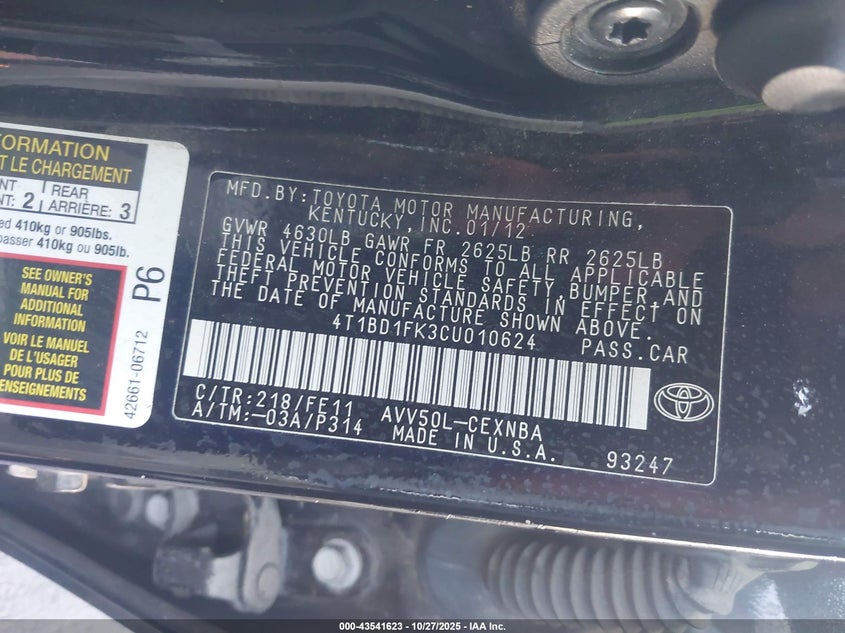 FORMATION
T LE CHARGEMENT
NT REAR
NT: 2 ARRIÈRE: 3
ed 410kg or 905lbs.
passer 410kg ou 905lb.
SEE OWNER'S
MANUAL FOR
ADDITIONAL
INFORMATION
VOIR LE MANUEL
DE L'USAGER
POUR PLUS DE
RENSEIGNEMENTS
P6
42661-06712
MFD.BY:TOYOTA MOTOR MANUFACTURING,
KENTUCKY,INC.01/12
GVWR 4630LB GAWR FR 2625LB RR 2625LB
THIS VEHICLE CONFORMS TO ALL APPLICABLE
FEDERAL MOTOR VEHICLE SAFETY,BUMPER,AND
THEFT PREVENTION STANDARDS IN EFFECT ON
THE DATE OF MANUFACTURE SHOWN ABOVE.
4T1BD1FK3CU010624 PASS.CAR
C/TR:218/FE11 AVV50L-CEXNBA
A/TM:-03A/P314 MADE IN U.S.A. 93247
000-43541623 - 10/27/2025 - IAA Inc.